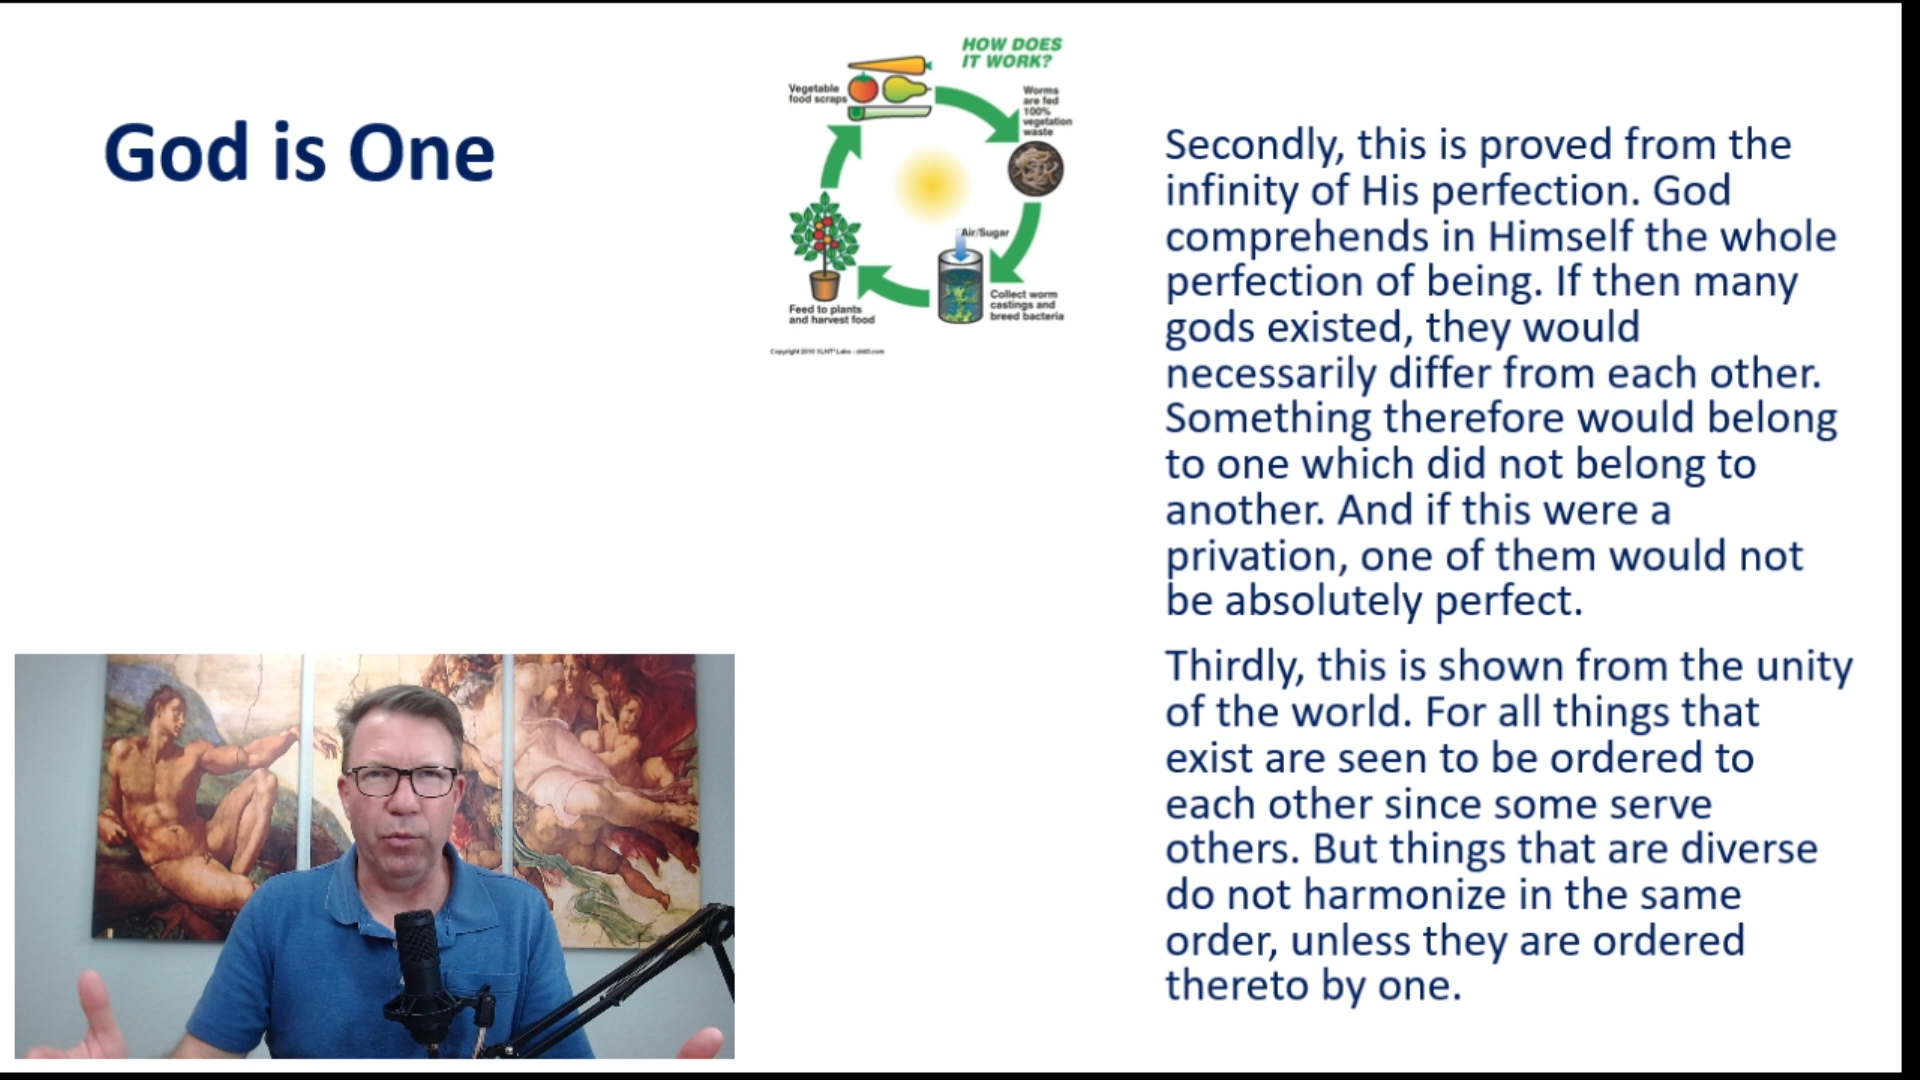 God is One
HOW DOES
IT WORK?
Vegetable
food scraps
Worms
are fed
100%
vegetation
waste
Air/Sugar
Collect worm
castings and
breed bacteria
Feed to plants
and harvest food
Copyright 2010
Secondly, this is proved from the
infinity of His perfection. God
comprehends in Himself the whole
perfection of being. If then many
gods existed, they would
necessarily differ from each other.
Something therefore would belong
to one which did not belong to
another. And if this were a
privation, one of them would not
be absolutely perfect.
Thirdly, this is shown from the unity
of the world. For all things that
exist are seen to be ordered to
each other since some serve
others. But things that are diverse
do not harmonize in the same
order, unless they are ordered
thereto by one.